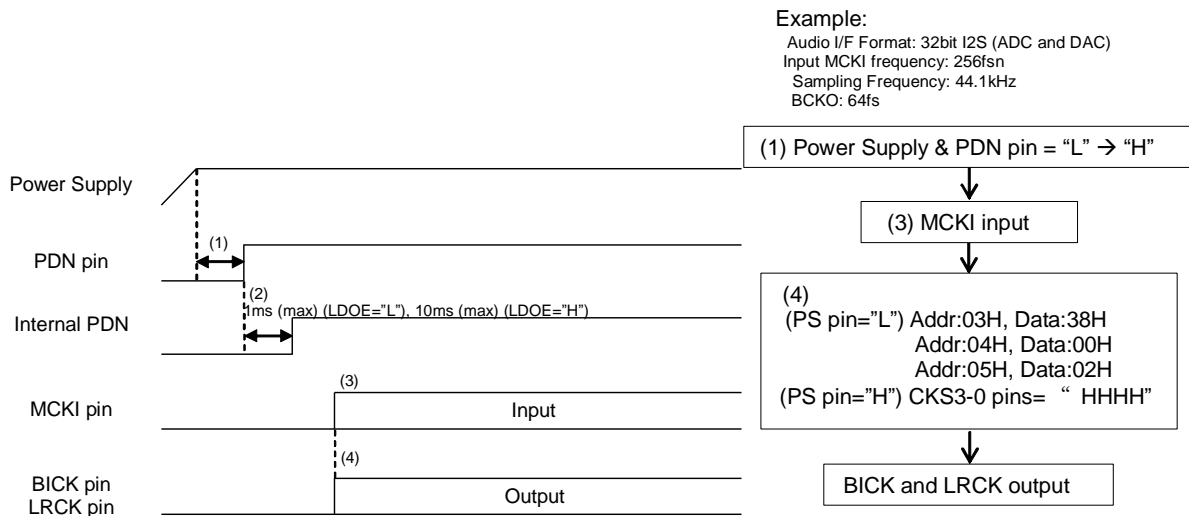 Example:
Audio I/F Format: 32bit I2S (ADC and DAC)
Input MCKI frequency: 256fsn
Sampling Frequency: 44.1kHz
BCKO: 64fs
(1) Power Supply & PDN pin = “L” → “H”
(3) MCKI input
(4)
(PS pin=”L”) Addr:03H, Data:38H
Addr:04H, Data:00H
Addr:05H, Data:02H
(PS pin=”H”) CKS3-0 pins= “ HHHH”
BICK and LRCK output
Power Supply
(1)
PDN pin
(2)
1ms (max) (LDOE=”L”), 10ms (max) (LDOE=”H”)
Internal PDN
(3)
MCKI pin
Input
(4)
BICK pin
LRCK pin
Output